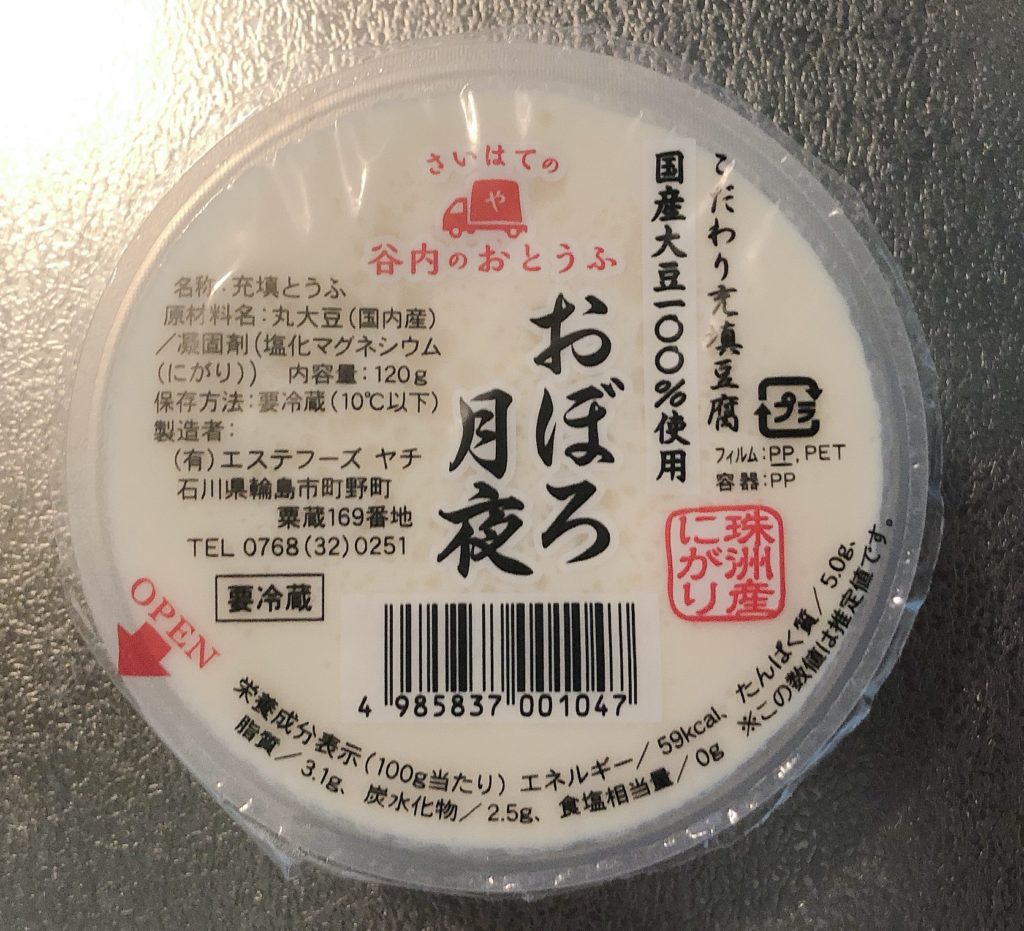 さいはての
や
谷内のおとうふ
こだわり充填豆腐
国産大豆一〇〇%使用
おぼろ
月夜
名称:充填とうふ
原材料名:丸大豆(国内産)
/凝固剤(塩化マグネシウム
(にがり)) 内容量:120g
保存方法:要冷蔵(10℃以下)
製造者:
(有)エステフーズ ヤチ
石川県輪島市町野町
粟蔵169番地
TEL 0768(32)0251
要冷蔵
プラ
フィルム:PP, PET
容器:PP
珠洲産
にがり
OPEN
4 985837 001047
栄養成分表示(100g当たり) エネルギー/59kcal、たんぱく質/5.0g、
脂質/3.1g、炭水化物/2.5g、食塩相当量/0g ※この数値は推定値です。